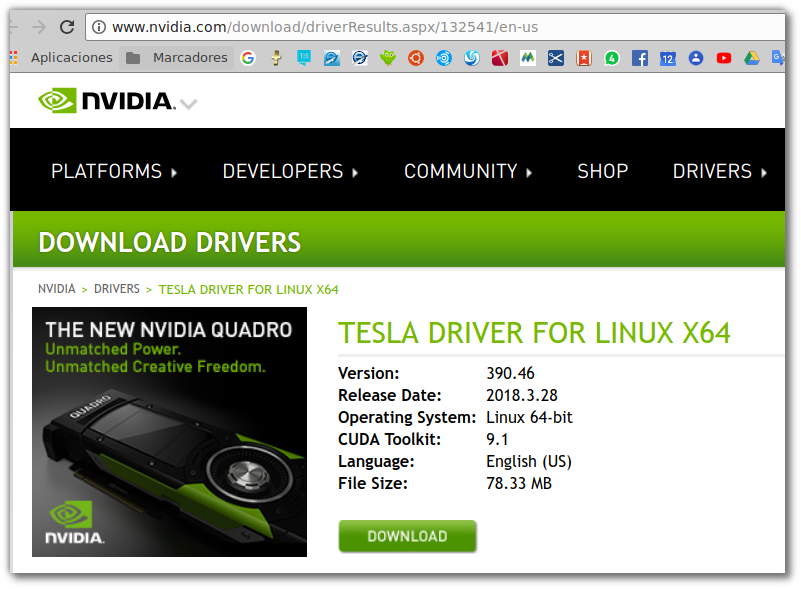 www.nvidia.com/download/driverResults.aspx/132541/en-us
Aplicaciones Marcadores
nVIDIA.
PLATFORMS DEVELOPERS COMMUNITY SHOP DRIVERS
DOWNLOAD DRIVERS
NVIDIA > DRIVERS > TESLA DRIVER FOR LINUX X64
THE NEW NVIDIA QUADRO
Unmatched Power.
Unmatched Creative Freedom.
QUADRO
nVIDIA.
TESLA DRIVER FOR LINUX X64
Version: 390.46
Release Date: 2018.3.28
Operating System: Linux 64-bit
CUDA Toolkit: 9.1
Language: English (US)
File Size: 78.33 MB
DOWNLOAD